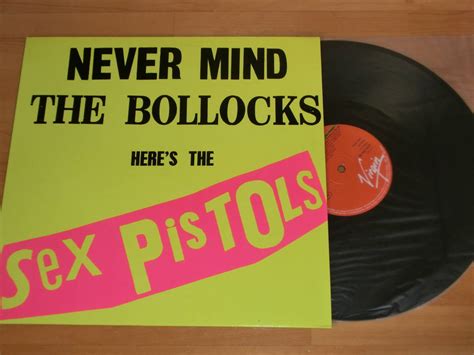 NEVER MIND
THE BOLLOCKS
HERE'S THE
Sex PisTOLs
Virgin